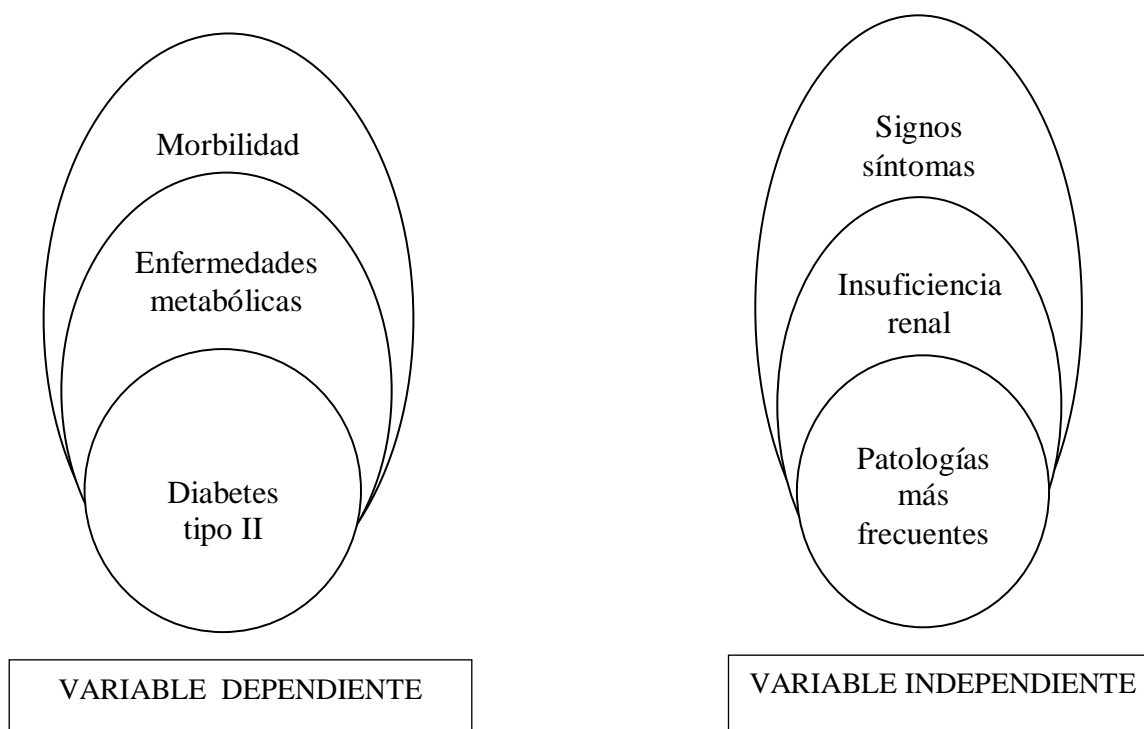 Morbilidad
Enfermedades
metabólicas
Diabetes
tipo II
VARIABLE DEPENDIENTE
Signos
síntomas
Insuficiencia
renal
Patologías
más
frecuentes
VARIABLE INDEPENDIENTE